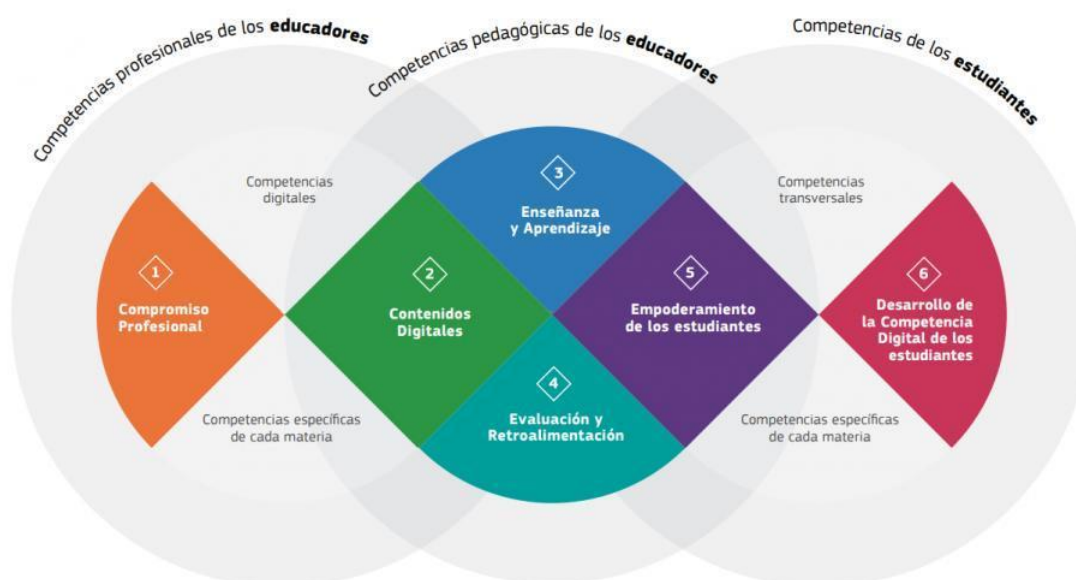 Competencias profesionales de los educadores
Competencias pedagógicas de los educadores
Competencias de los estudiantes
Competencias
digitales
Competencias
transversales
3
Enseñanza
y Aprendizaje
1
Compromiso
Profesional
2
Contenidos
Digitales
5
Empoderamiento
de los estudiantes
6
Desarrollo de
la Competencia
Digital de los
estudiantes
4
Evaluación y
Retroalimentación
Competencias específicas
de cada materia
Competencias específicas
de cada materia